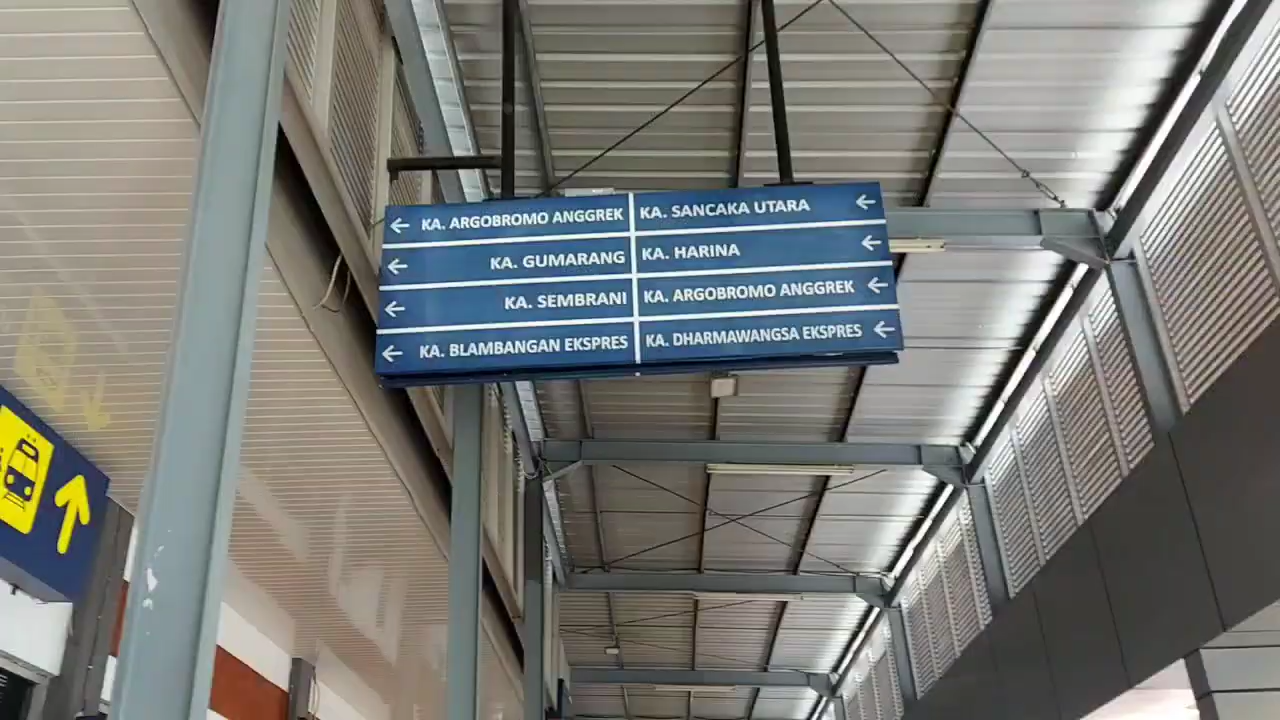 KA. ARGOBROMO ANGGREK
KA. GUMARANG
KA. SEMBRANI
KA. BLAMBANGAN EKSPRES
KA. SANCAKA UTARA
KA. HARINA
KA. ARGOBROMO ANGGREK
KA. DHARMAWANGSA EKSPRES